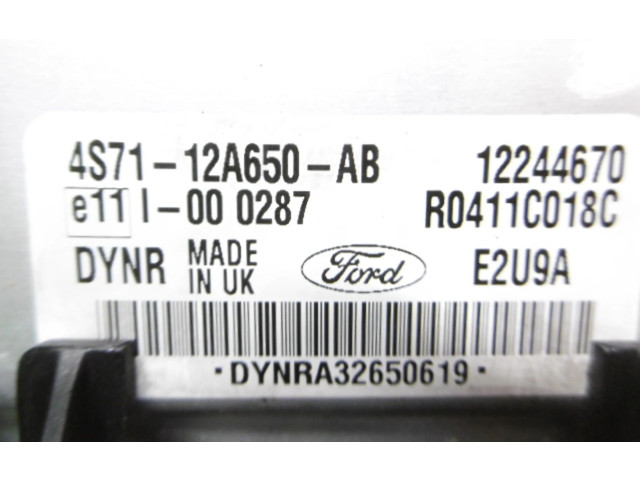 4S71-12A650-AB 12244670
e11 I-00 0287 R0411C018C
DYNR MADE IN UK Ford E2U9A
·DYNRA32650619·